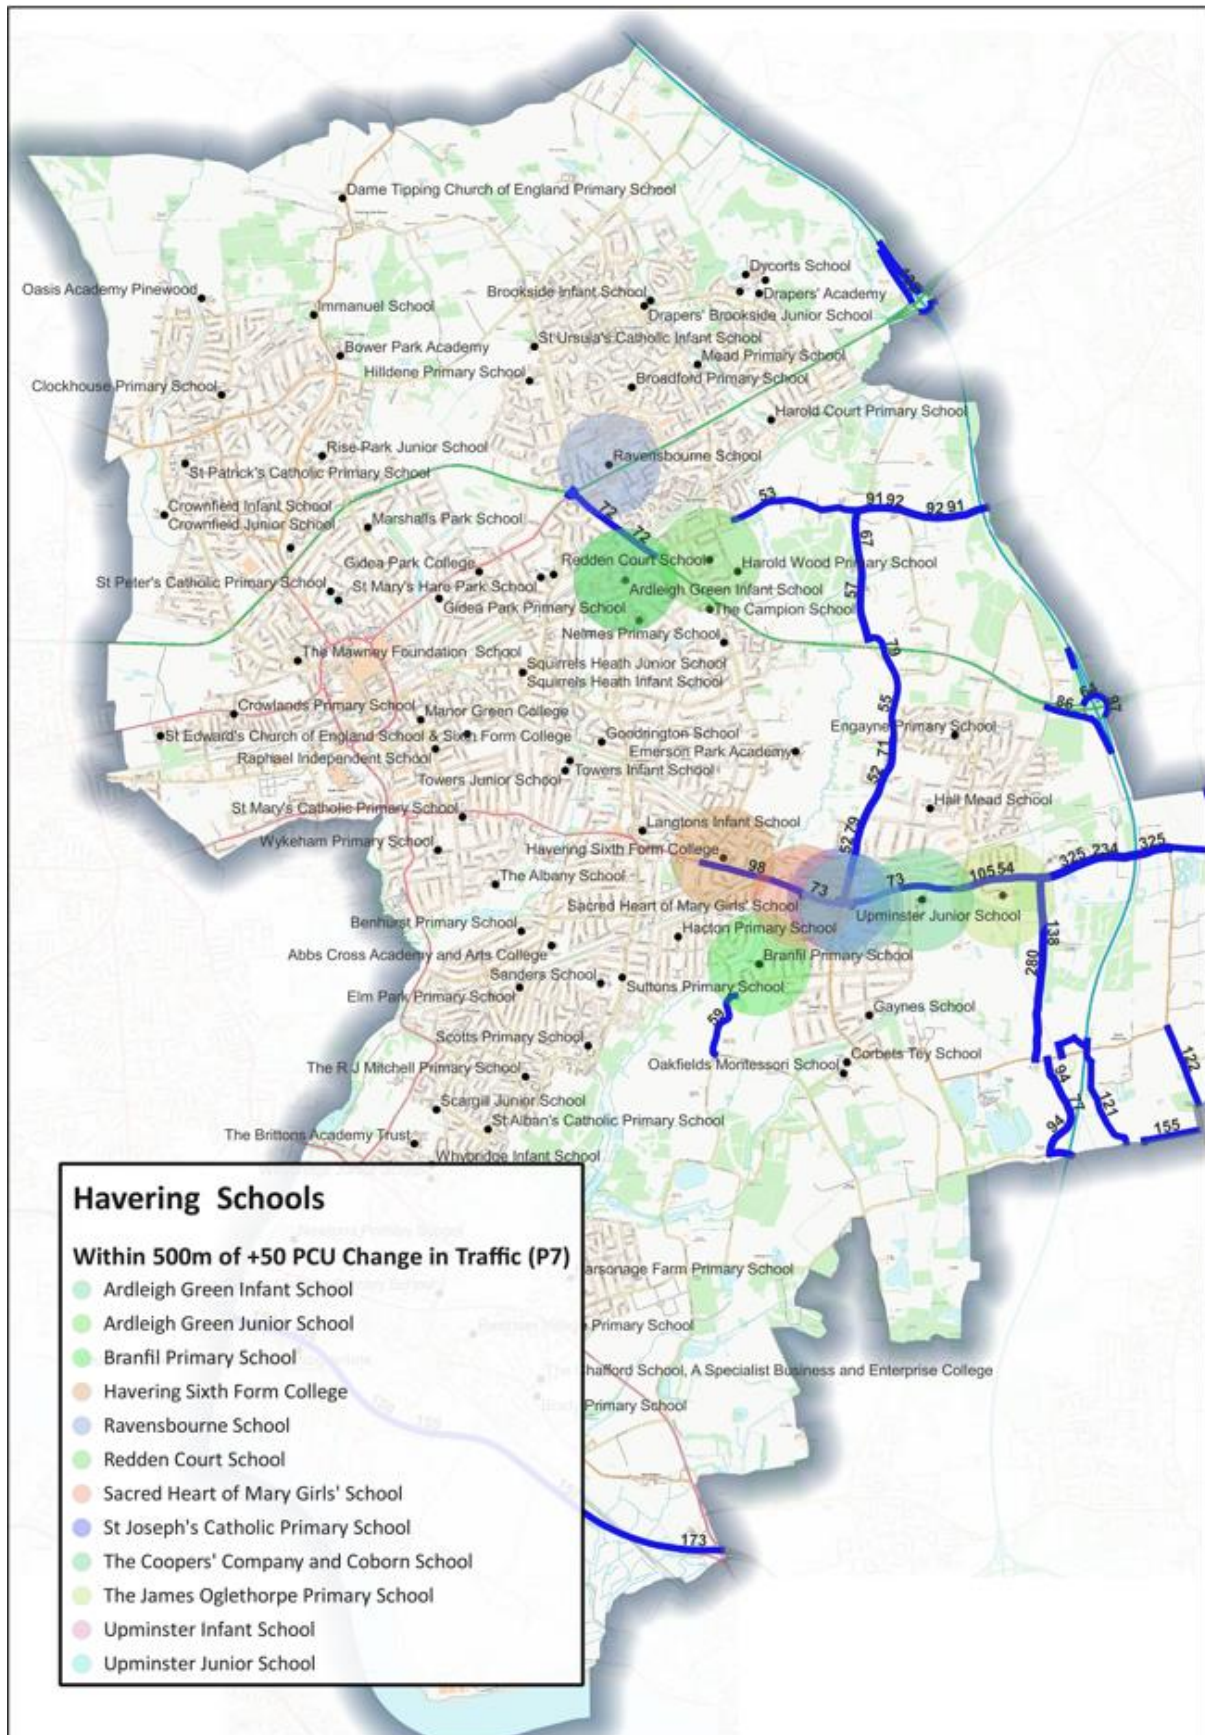 Dame Tipping Church of England Primary School
Dycorts School
Oasis Academy Pinewood
Brookside Infant School
Drapers' Academy
Immanuel School
Drapers' Brookside Junior School
St Ursula's Catholic Infant School
Bower Park Academy
Mead Primary School
Hilldene Primary School
Broadford Primary School
Clockhouse Primary School
Harold Court Primary School
Rise Park Junior School
Ravensbourne School
St Patrick's Catholic Primary School
53
91 92
92 91
72
Crownfield Infant School
Crownfield Junior School
Marshalls Park School
72
67
Gidea Park College
Redden Court School
Harold Wood Primary School
St Peter's Catholic Primary School
St Mary's Hare Park School
Ardleigh Green Infant School
57
Gidea Park Primary School
The Campion School
Nelmes Primary School
79
The Mawney Foundation School
Squirrels Heath Junior School
Squirrels Heath Infant School
55
86
97
Crowlands Primary School
Manor Green College
Engayne Primary School
St Edward's Church of England School & Sixth Form College
Goodrington School
71
Raphael Independent School
Emerson Park Academy
52
Towers Junior School
Towers Infant School
St Mary's Catholic Primary School
Hall Mead School
Langtons Infant School
52 79
Wykeham Primary School
Havering Sixth Form College
325 234 325
98
73
73
105 54
The Albany School
Sacred Heart of Mary Girls' School
Upminster Junior School
Benhurst Primary School
Hacton Primary School
138
Abbs Cross Academy and Arts College
Branfil Primary School
280
Sanders School
Suttons Primary School
Elm Park Primary School
59
Gaynes School
Scotts Primary School
Corbets Tey School
Oakfields Montessori School
122
The R J Mitchell Primary School
94
77
121
Scargill Junior School
St Alban's Catholic Primary School
94
155
The Brittons Academy Trust
Whybridge Infant School
Havering Schools
Within 500m of +50 PCU Change in Traffic (P7)
Ardleigh Green Infant School
Ardleigh Green Junior School
Branfil Primary School
Havering Sixth Form College
Ravensbourne School
Redden Court School
Sacred Heart of Mary Girls' School
St Joseph's Catholic Primary School
The Coopers' Company and Coborn School
The James Oglethorpe Primary School
Upminster Infant School
Upminster Junior School
arsonage Farm Primary School
Primary School
hafford School, A Specialist Business and Enterprise College
Primary School
173